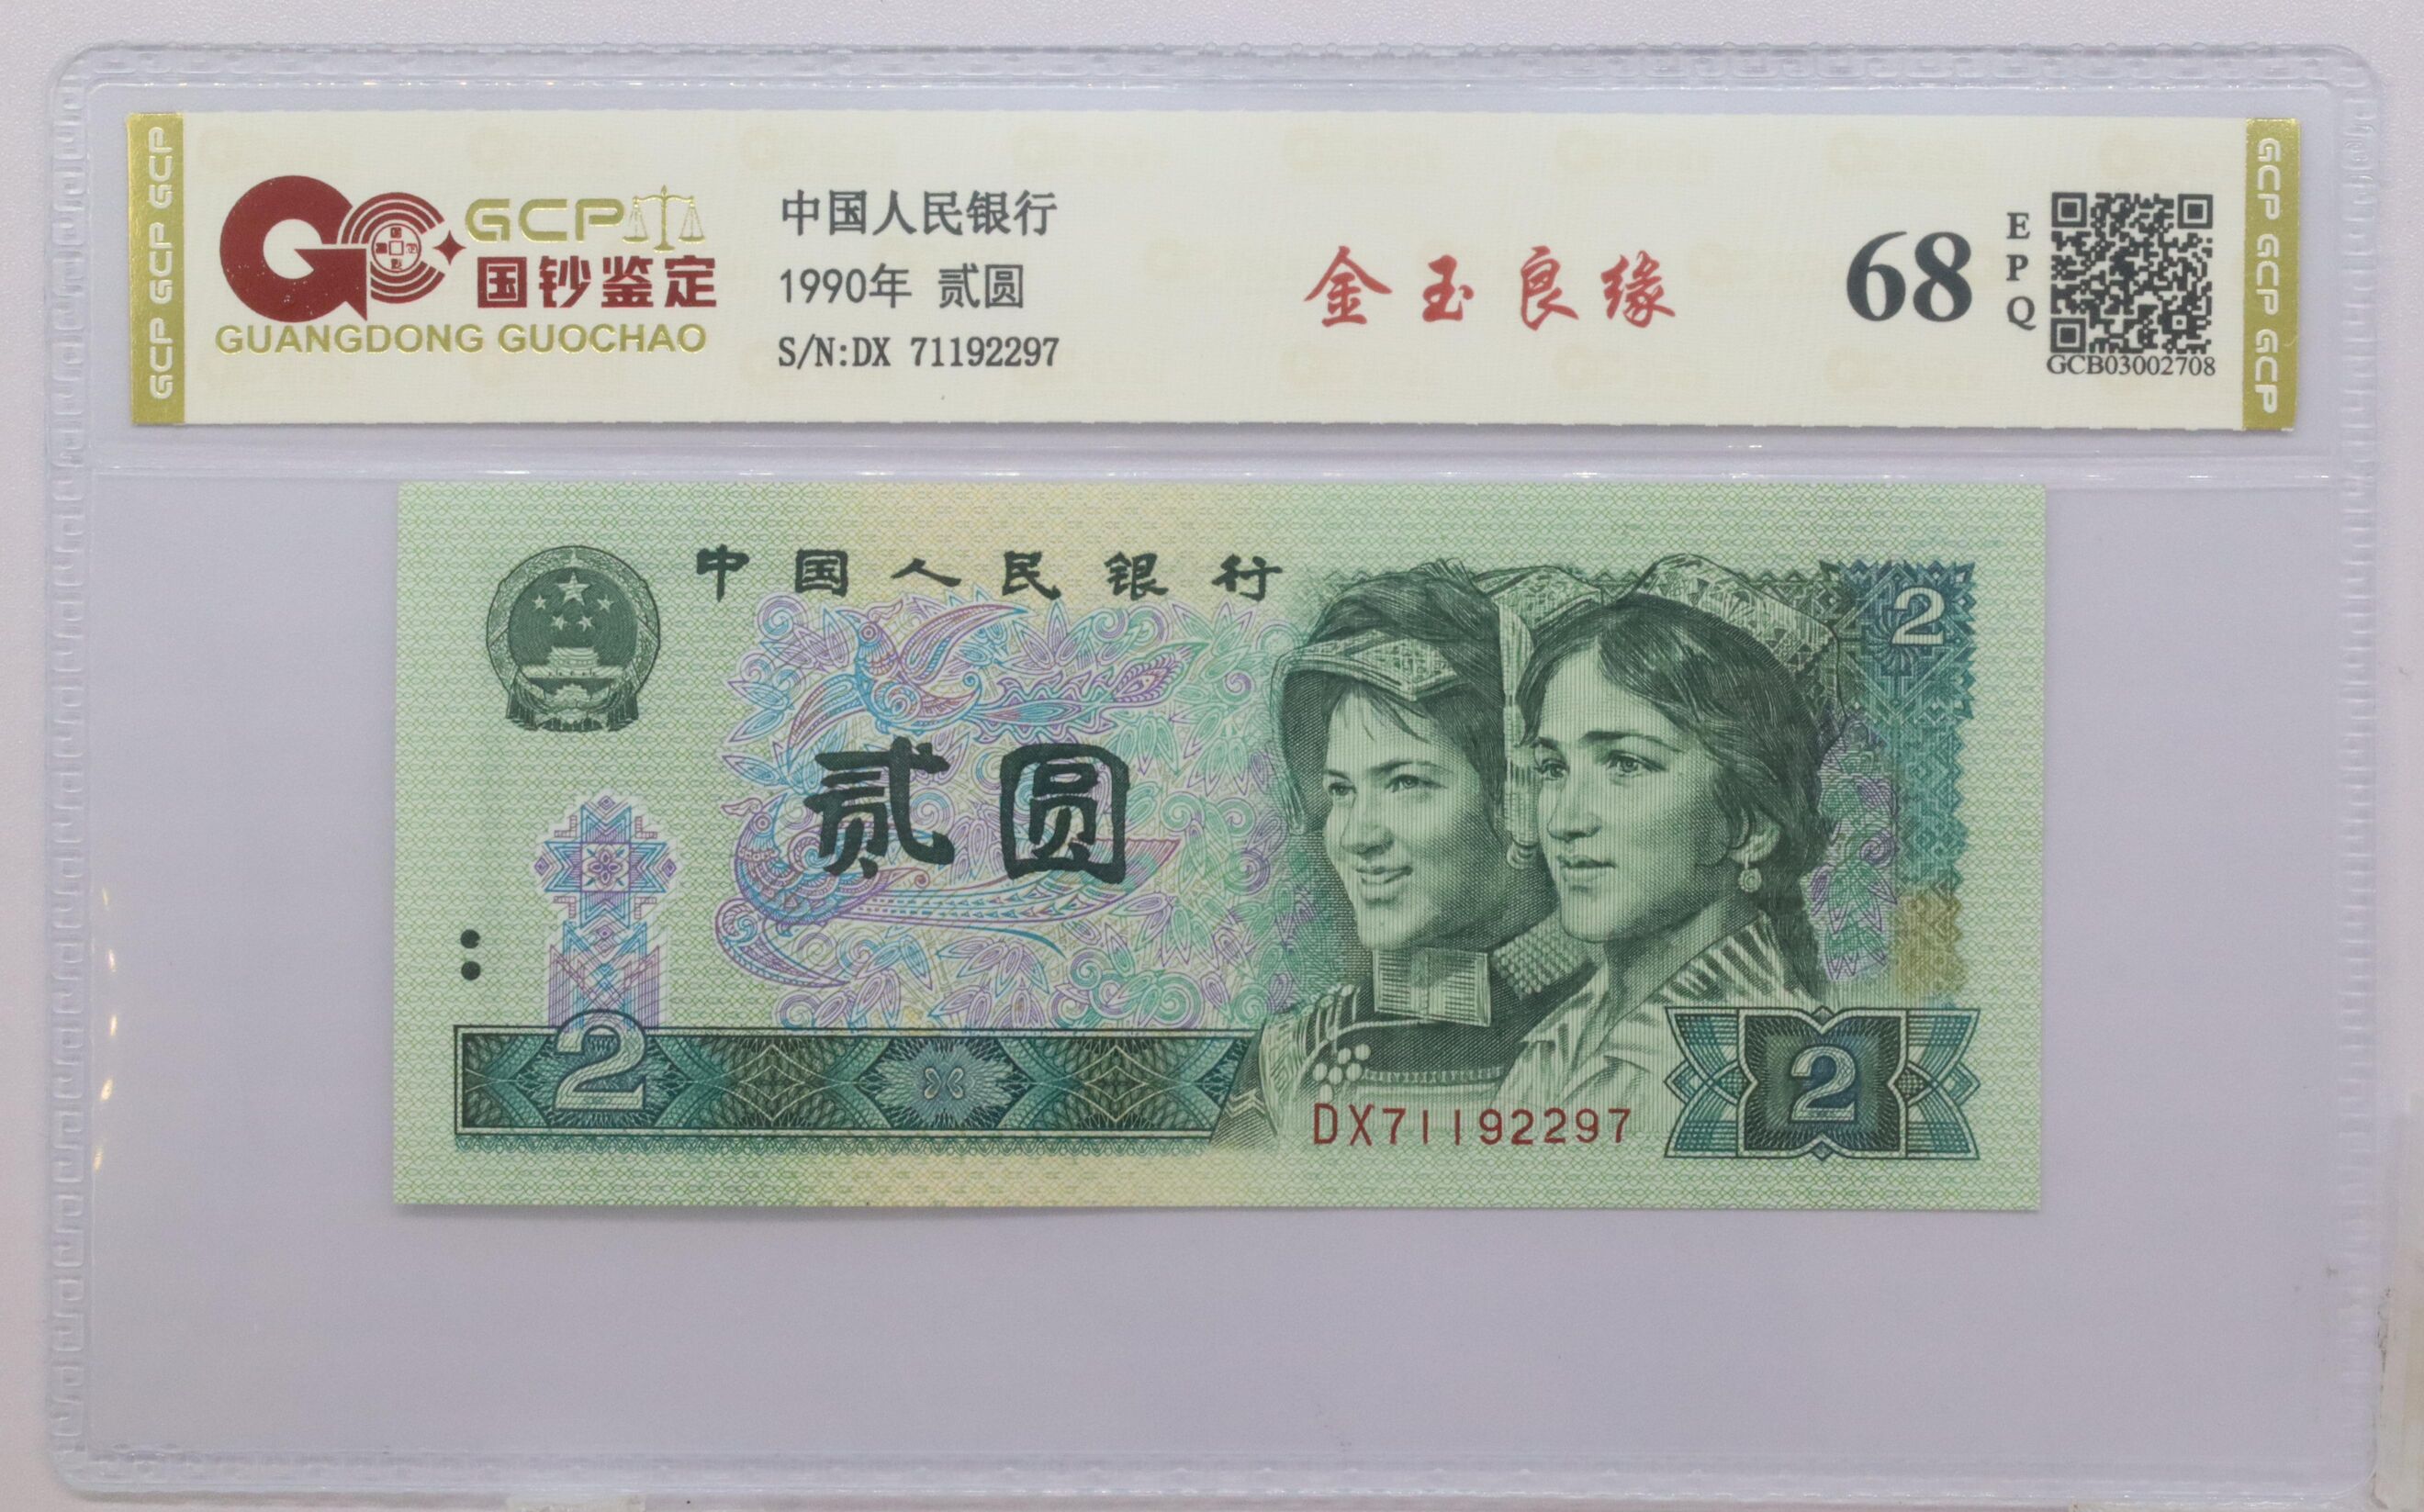 GCP GCP GCP GCP
GCP
国钞鉴定
GUANGDONG GUOCHAO
中国人民银行
1990年 贰圆
S/N:DX 71192297
金玉良缘
68
EPQ
GCB03002708
GCP GCP GCP GCP
中国人民银行
2
贰圆
2
DX71192297
2